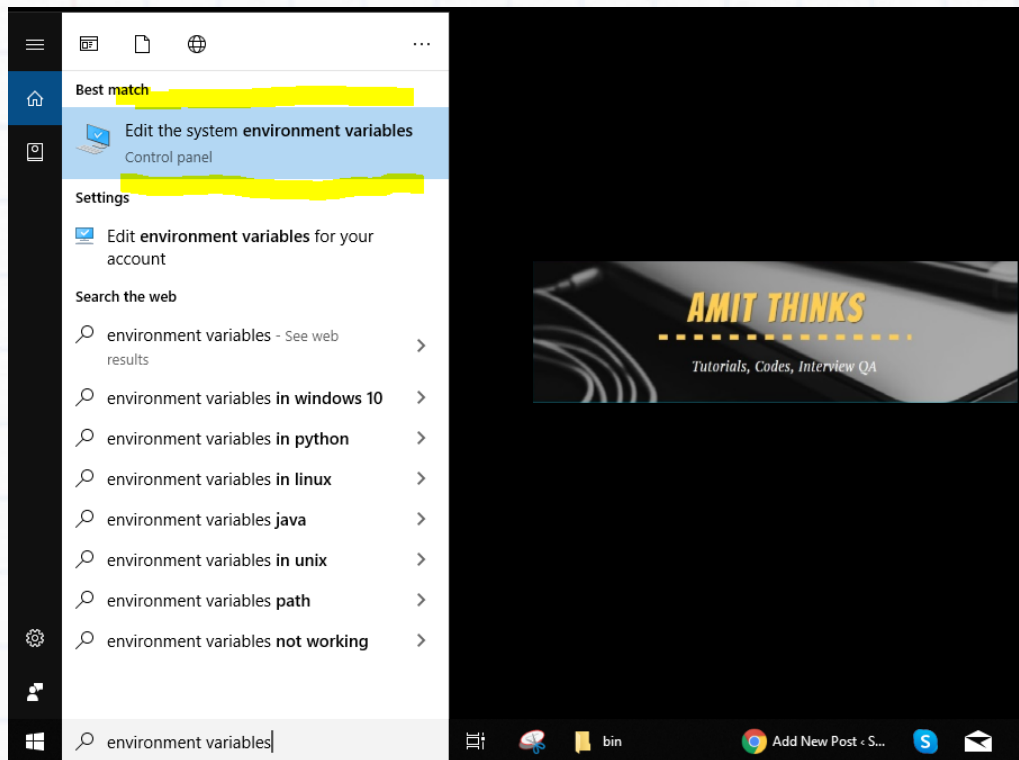 Best match
Edit the system environment variables
Control panel
Settings
Edit environment variables for your
account
Search the web
environment variables - See web
results
environment variables in windows 10
environment variables in python
environment variables in linux
environment variables java
environment variables in unix
environment variables path
environment variables not working
environment variables
AMIT THINKS
Tutorials, Codes, Interview QA
bin
Add New Post ‹ S...